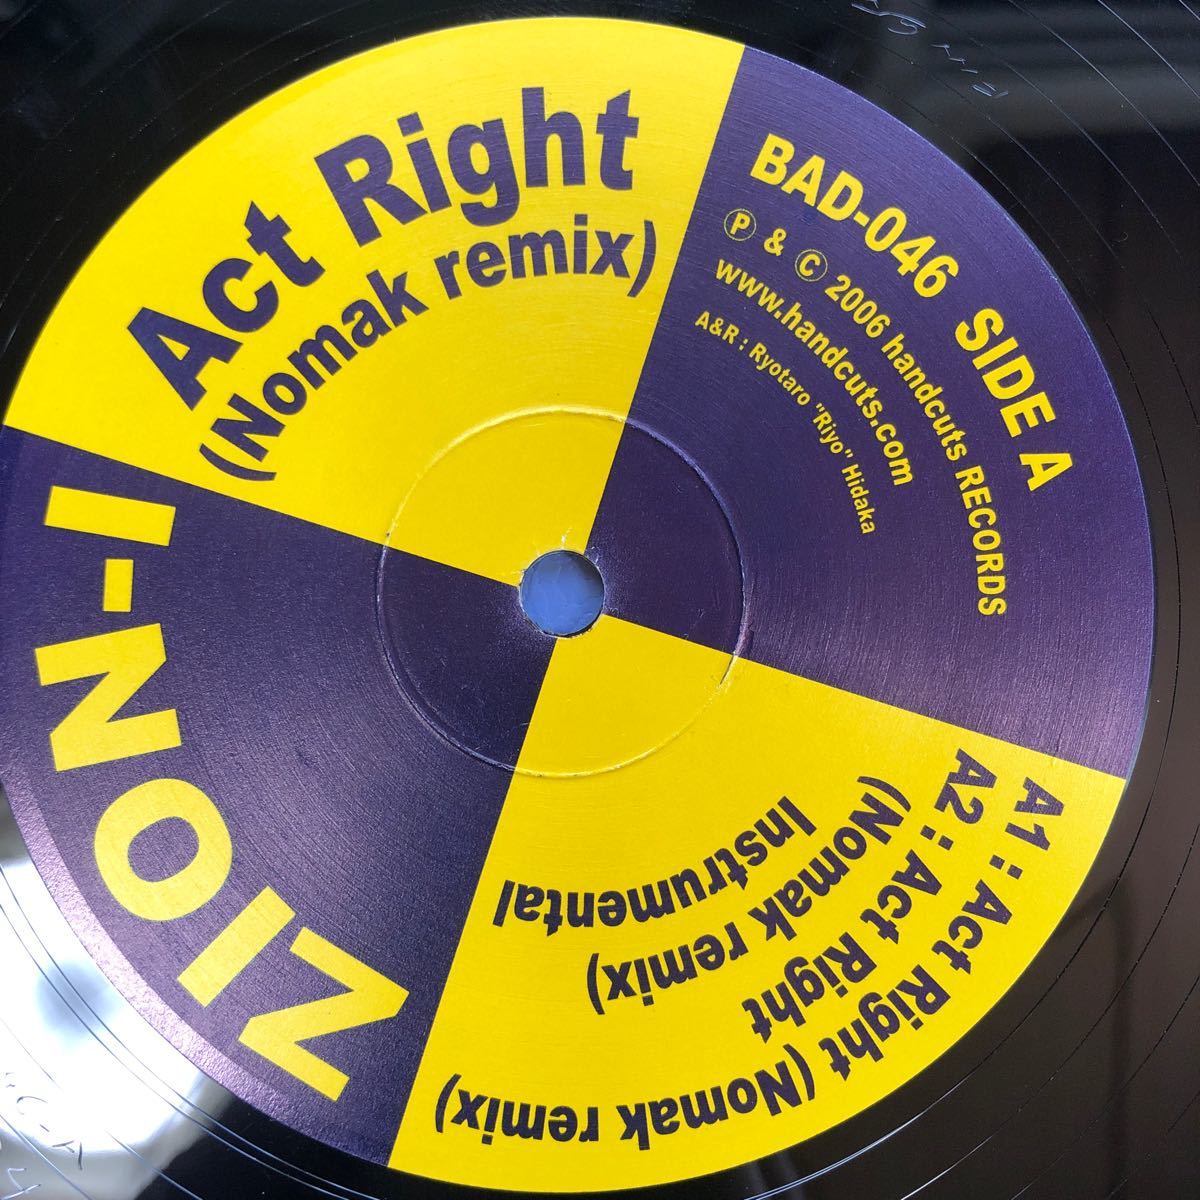 Act Right
(Nomak remix)
BAD-046 SIDE A
Ⓟ & © 2006 handcuts RECORDS
www.handcuts.com
A&R : Ryotaro "Riyo" Hidaka
ZION-I
A1 : Act Right (Nomak remix)
A2 : Act Right
(Nomak remix)
Instrumental